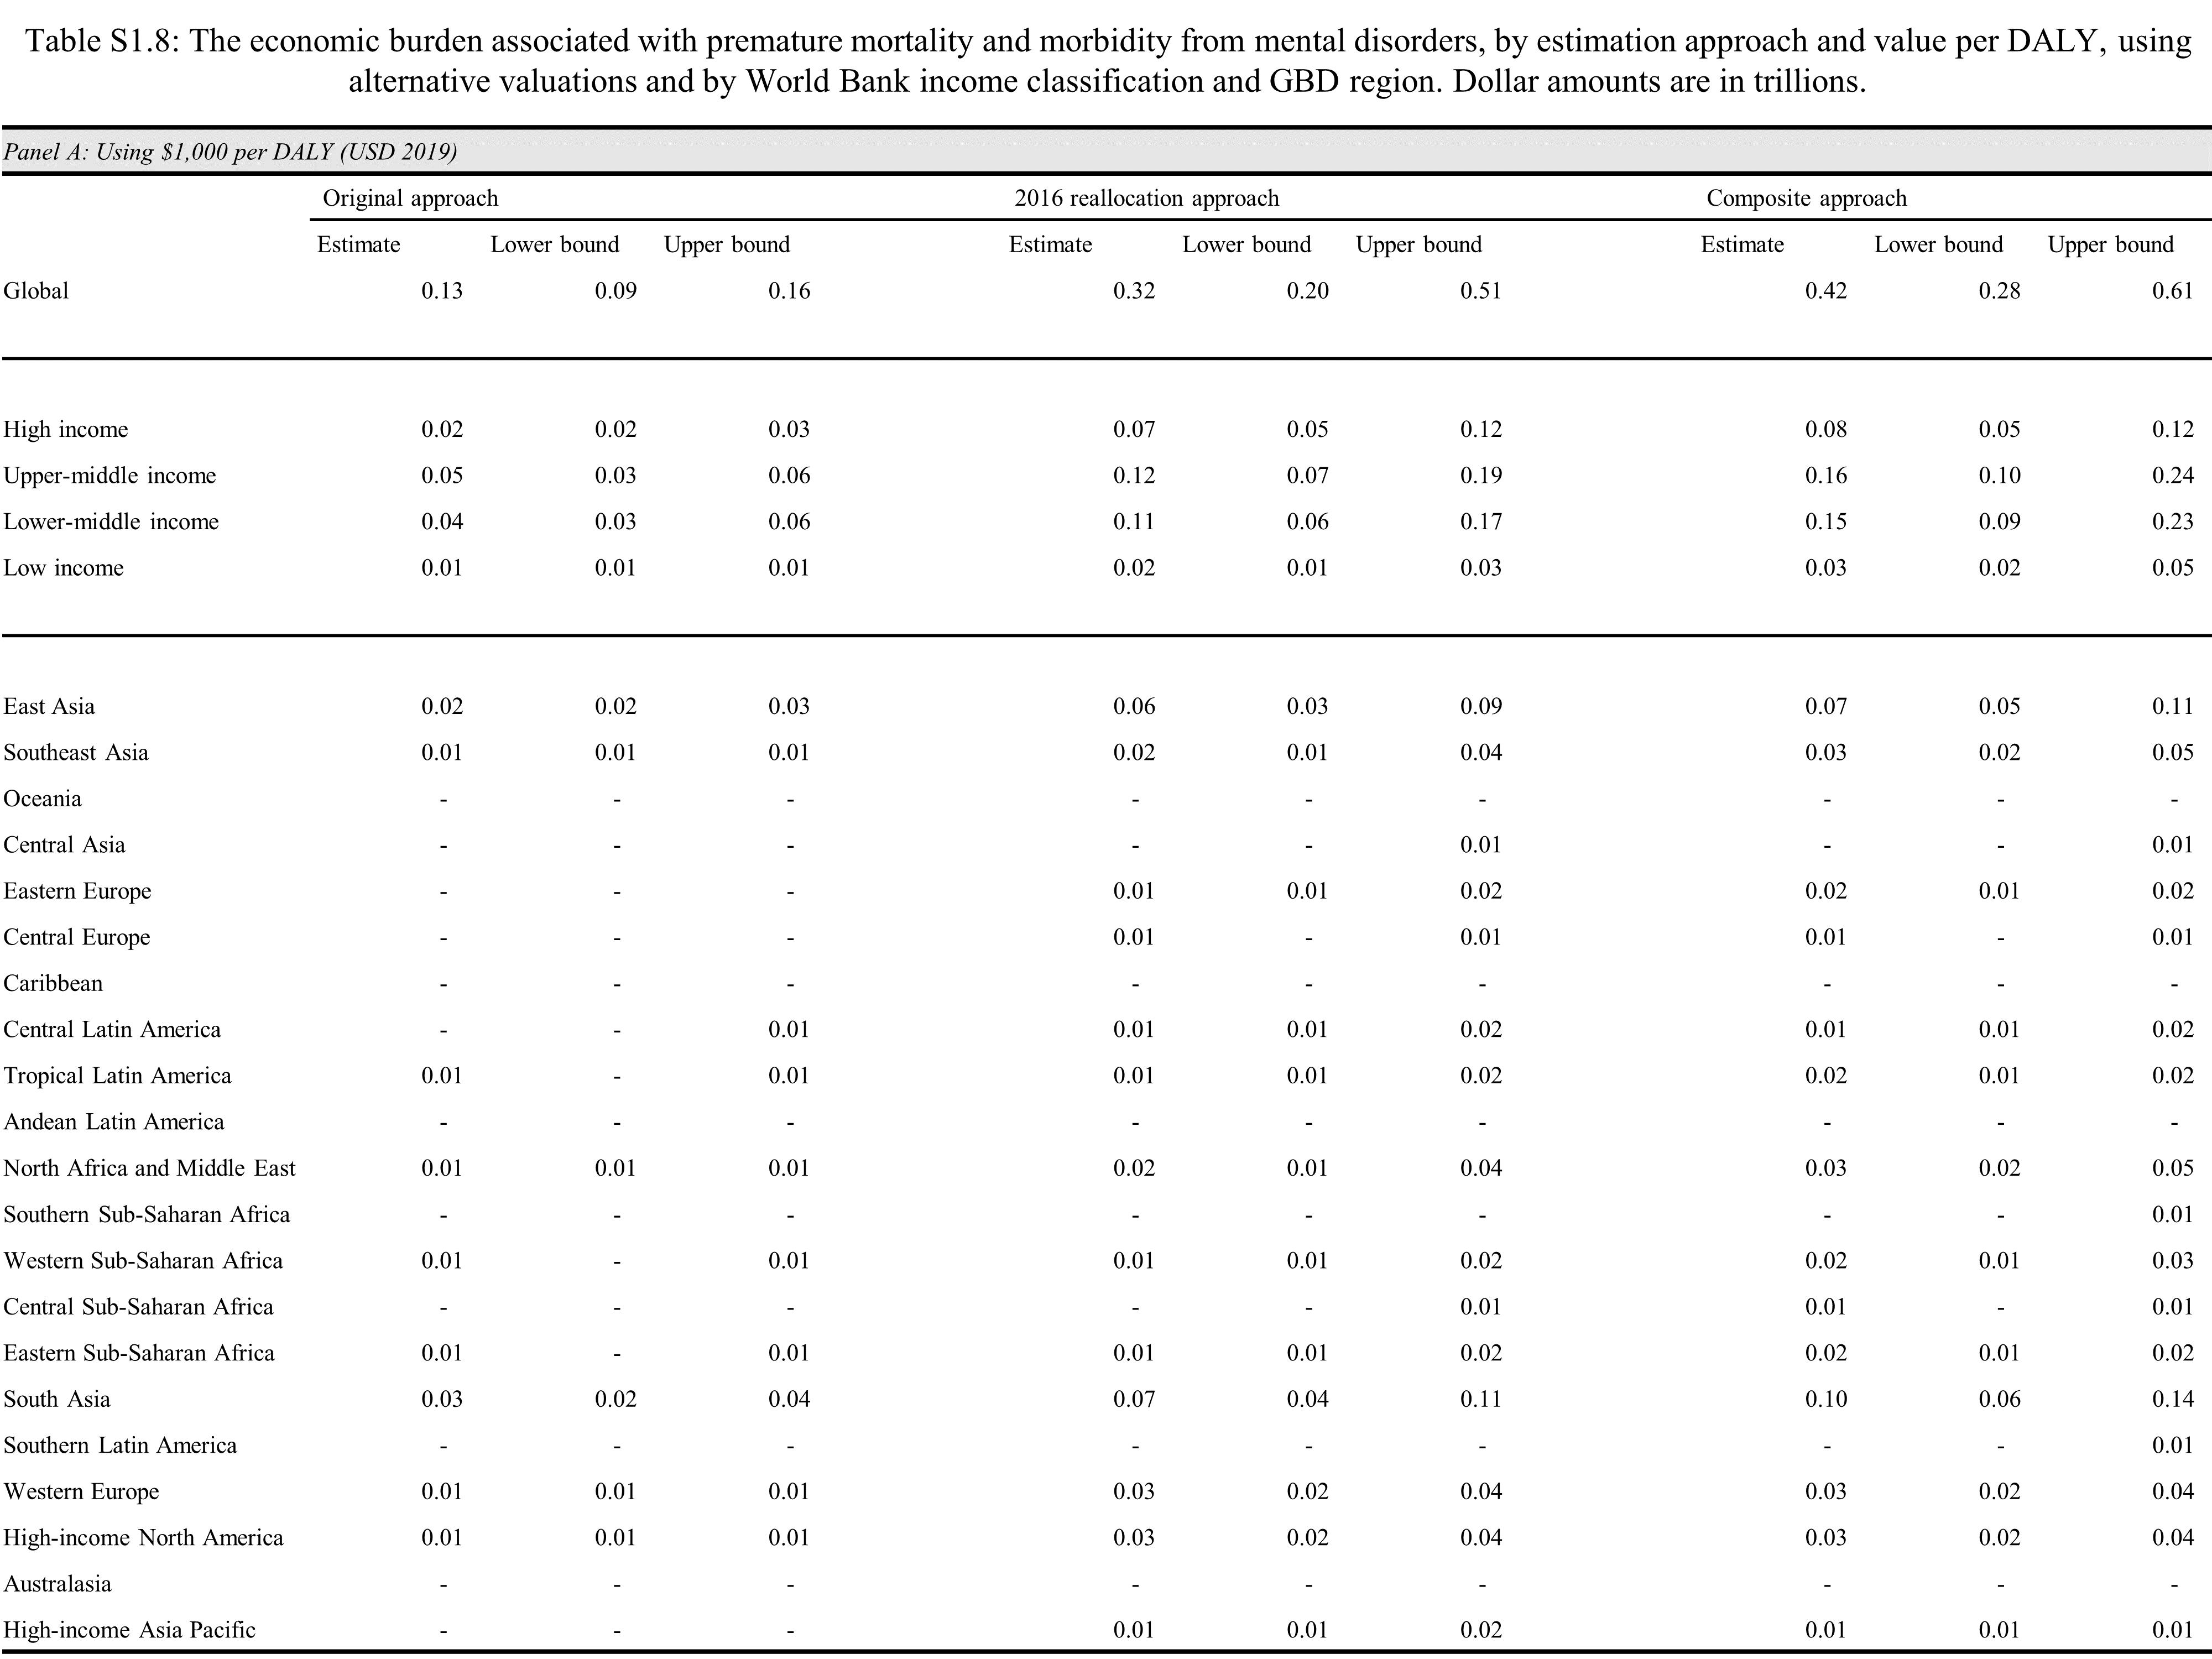 Table S1.8: The economic burden associated with premature mortality and morbidity from mental disorders, by estimation approach and value per DALY, using
alternative valuations and by World Bank income classification and GBD region. Dollar amounts are in trillions.
Panel A: Using $1,000 per DALY (USD 2019)
Original approach 2016 reallocation approach Composite approach
Estimate Lower bound Upper bound Estimate Lower bound Upper bound Estimate Lower bound Upper bound
Global 0.13 0.09 0.16 0.32 0.20 0.51 0.42 0.28 0.61
High income 0.02 0.02 0.03 0.07 0.05 0.12 0.08 0.05 0.12
Upper-middle income 0.05 0.03 0.06 0.12 0.07 0.19 0.16 0.10 0.24
Lower-middle income 0.04 0.03 0.06 0.11 0.06 0.17 0.15 0.09 0.23
Low income 0.01 0.01 0.01 0.02 0.01 0.03 0.03 0.02 0.05
East Asia 0.02 0.02 0.03 0.06 0.03 0.09 0.07 0.05 0.11
Southeast Asia 0.01 0.01 0.01 0.02 0.01 0.04 0.03 0.02 0.05
Oceania - - - - - - - - -
Central Asia - - - - - 0.01 - - 0.01
Eastern Europe - - - 0.01 0.01 0.02 0.02 0.01 0.02
Central Europe - - - 0.01 - 0.01 0.01 - 0.01
Caribbean - - - - - - - - -
Central Latin America - - 0.01 0.01 0.01 0.02 0.01 0.01 0.02
Tropical Latin America 0.01 - 0.01 0.01 0.01 0.02 0.02 0.01 0.02
Andean Latin America - - - - - - - - -
North Africa and Middle East 0.01 0.01 0.01 0.02 0.01 0.04 0.03 0.02 0.05
Southern Sub-Saharan Africa - - - - - - - - 0.01
Western Sub-Saharan Africa 0.01 - 0.01 0.01 0.01 0.02 0.02 0.01 0.03
Central Sub-Saharan Africa - - - - - 0.01 0.01 - 0.01
Eastern Sub-Saharan Africa 0.01 - 0.01 0.01 0.01 0.02 0.02 0.01 0.02
South Asia 0.03 0.02 0.04 0.07 0.04 0.11 0.10 0.06 0.14
Southern Latin America - - - - - - - - 0.01
Western Europe 0.01 0.01 0.01 0.03 0.02 0.04 0.03 0.02 0.04
High-income North America 0.01 0.01 0.01 0.03 0.02 0.04 0.03 0.02 0.04
Australasia - - - - - - - - -
High-income Asia Pacific - - - 0.01 0.01 0.02 0.01 0.01 0.01